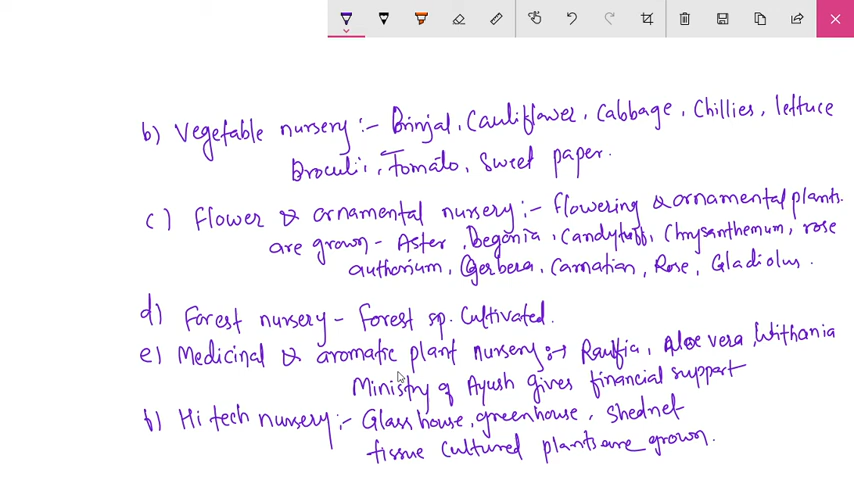 b) Vegetable nursery :- Brinjal, Cauliflower, Cabbage, Chillies, lettuce
Broculi, Tomato, Sweet paper.
c) Flower & ornamental nursery :- Flowering & ornamental plants.
are grown - Aster, Begonia, Candytuff, Chrysanthemum, rose
authorium, Gerbera, Carnation, Rose, Gladiolus.
d) Forest nursery - Forest sp. Cultivated.
e) Medicinal & aromatic plant nursery :→ Raulfia, Aloe vera, Withania
Ministry of Ayush gives financial support
f) Hi tech nursery :- Glass house, greenhouse, Shednet
tissue cultured plants are grown.